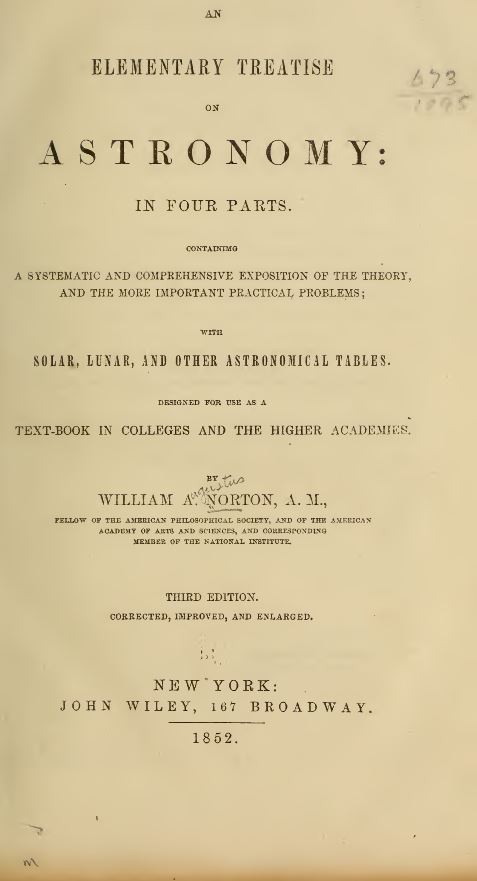 AN
ELEMENTARY TREATISE
ON
ASTRONOMY:
IN FOUR PARTS.
CONTAINING
A SYSTEMATIC AND COMPREHENSIVE EXPOSITION OF THE THEORY,
AND THE MORE IMPORTANT PRACTICAL PROBLEMS;
WITH
SOLAR, LUNAR, AND OTHER ASTRONOMICAL TABLES.
DESIGNED FOR USE AS A
TEXT-BOOK IN COLLEGES AND THE HIGHER ACADEMIES.
BY
augustus
WILLIAM A. NORTON, A. M.,
FELLOW OF THE AMERICAN PHILOSOPHICAL SOCIETY, AND OF THE AMERICAN
ACADEMY OF ARTS AND SCIENCES, AND CORRESPONDING
MEMBER OF THE NATIONAL INSTITUTE.
THIRD EDITION.
CORRECTED, IMPROVED, AND ENLARGED.
NEW YORK:
JOHN WILEY, 167 BROADWAY.
1852.